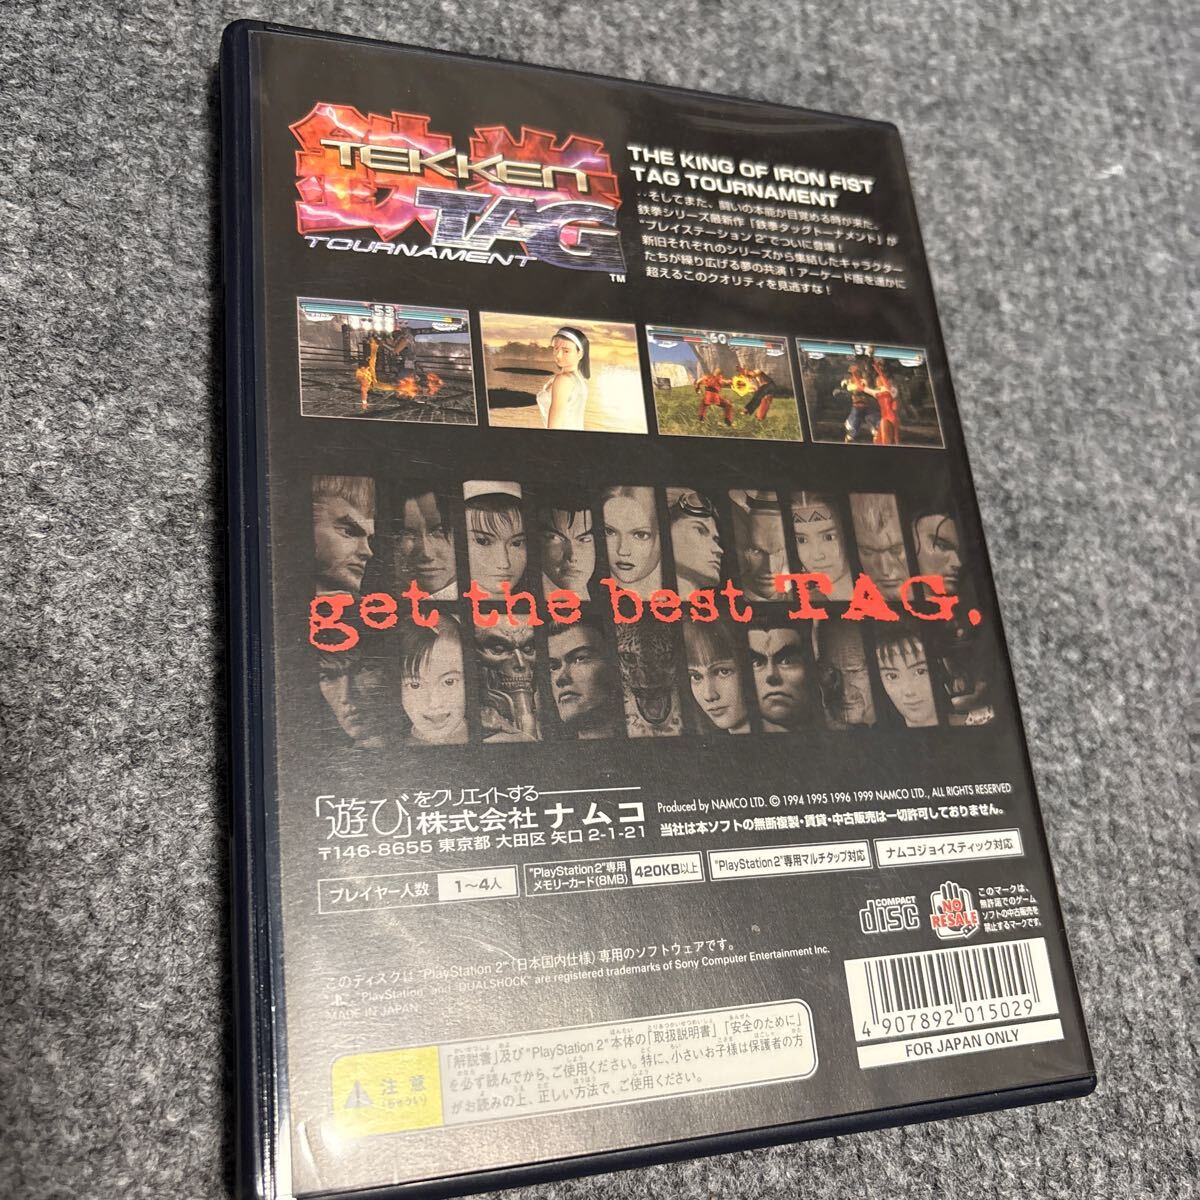 鉄拳
TEKKEN
TAG
TOURNAMENT
TM
THE KING OF IRON FIST
TAG TOURNAMENT
‥そしてまた、闘いの本能が目覚める時が来た。
鉄拳シリーズ最新作「鉄拳タッグトーナメント」が
"プレイステーション 2"でついに登場！
新旧それぞれのシリーズから集結したキャラクター
たちが繰り広げる夢の共演！アーケード版を遥かに
超えるこのクオリティを見逃すな！
53
60
57
get the best TAG.
「遊び」をクリエイトする
株式会社 ナムコ
〒146-8655 東京都 大田区 矢口 2-1-21
Produced by NAMCO LTD. © 1994 1995 1996 1999 NAMCO LTD., ALL RIGHTS RESERVED
当社は本ソフトの無断複製・賃貸・中古販売は一切許可しておりません。
プレイヤー人数 1〜4人
"PlayStation 2"専用
メモリーカード(8MB) 420KB以上
"PlayStation 2"専用マルチタップ対応
ナムコジョイスティック対応
COMPACT
disc
NO
RESALE
このマークは、
無許諾でのゲーム
ソフトの中古販売を
禁止するマークです。
このディスクは "PlayStation 2" (日本国内仕様) 専用のソフトウェアです。
"PlayStation" and "DUALSHOCK" are registered trademarks of Sony Computer Entertainment Inc.
MADE IN JAPAN
注意
(ちゅうい)
「解説書」及び "PlayStation 2" 本体の「取扱説明書」「安全のために」
を必ず読んでから、ご使用ください。特に、小さいお子様は保護者の方
がお読みの上、正しい方法で、ご使用ください。
4 907892 015029
FOR JAPAN ONLY